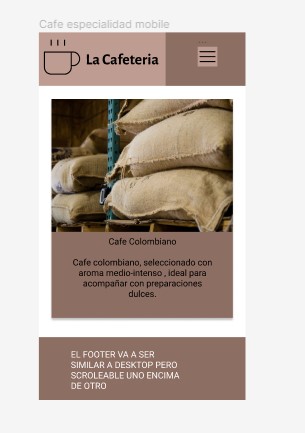 Cafe especialidad mobile
La Cafeteria
Cafe Colombiano
Cafe colombiano, seleccionado con
aroma medio-intenso , ideal para
acompañar con preparaciones
dulces.
EL FOOTER VA A SER
SIMILAR A DESKTOP PERO
SCROLEABLE UNO ENCIMA
DE OTRO